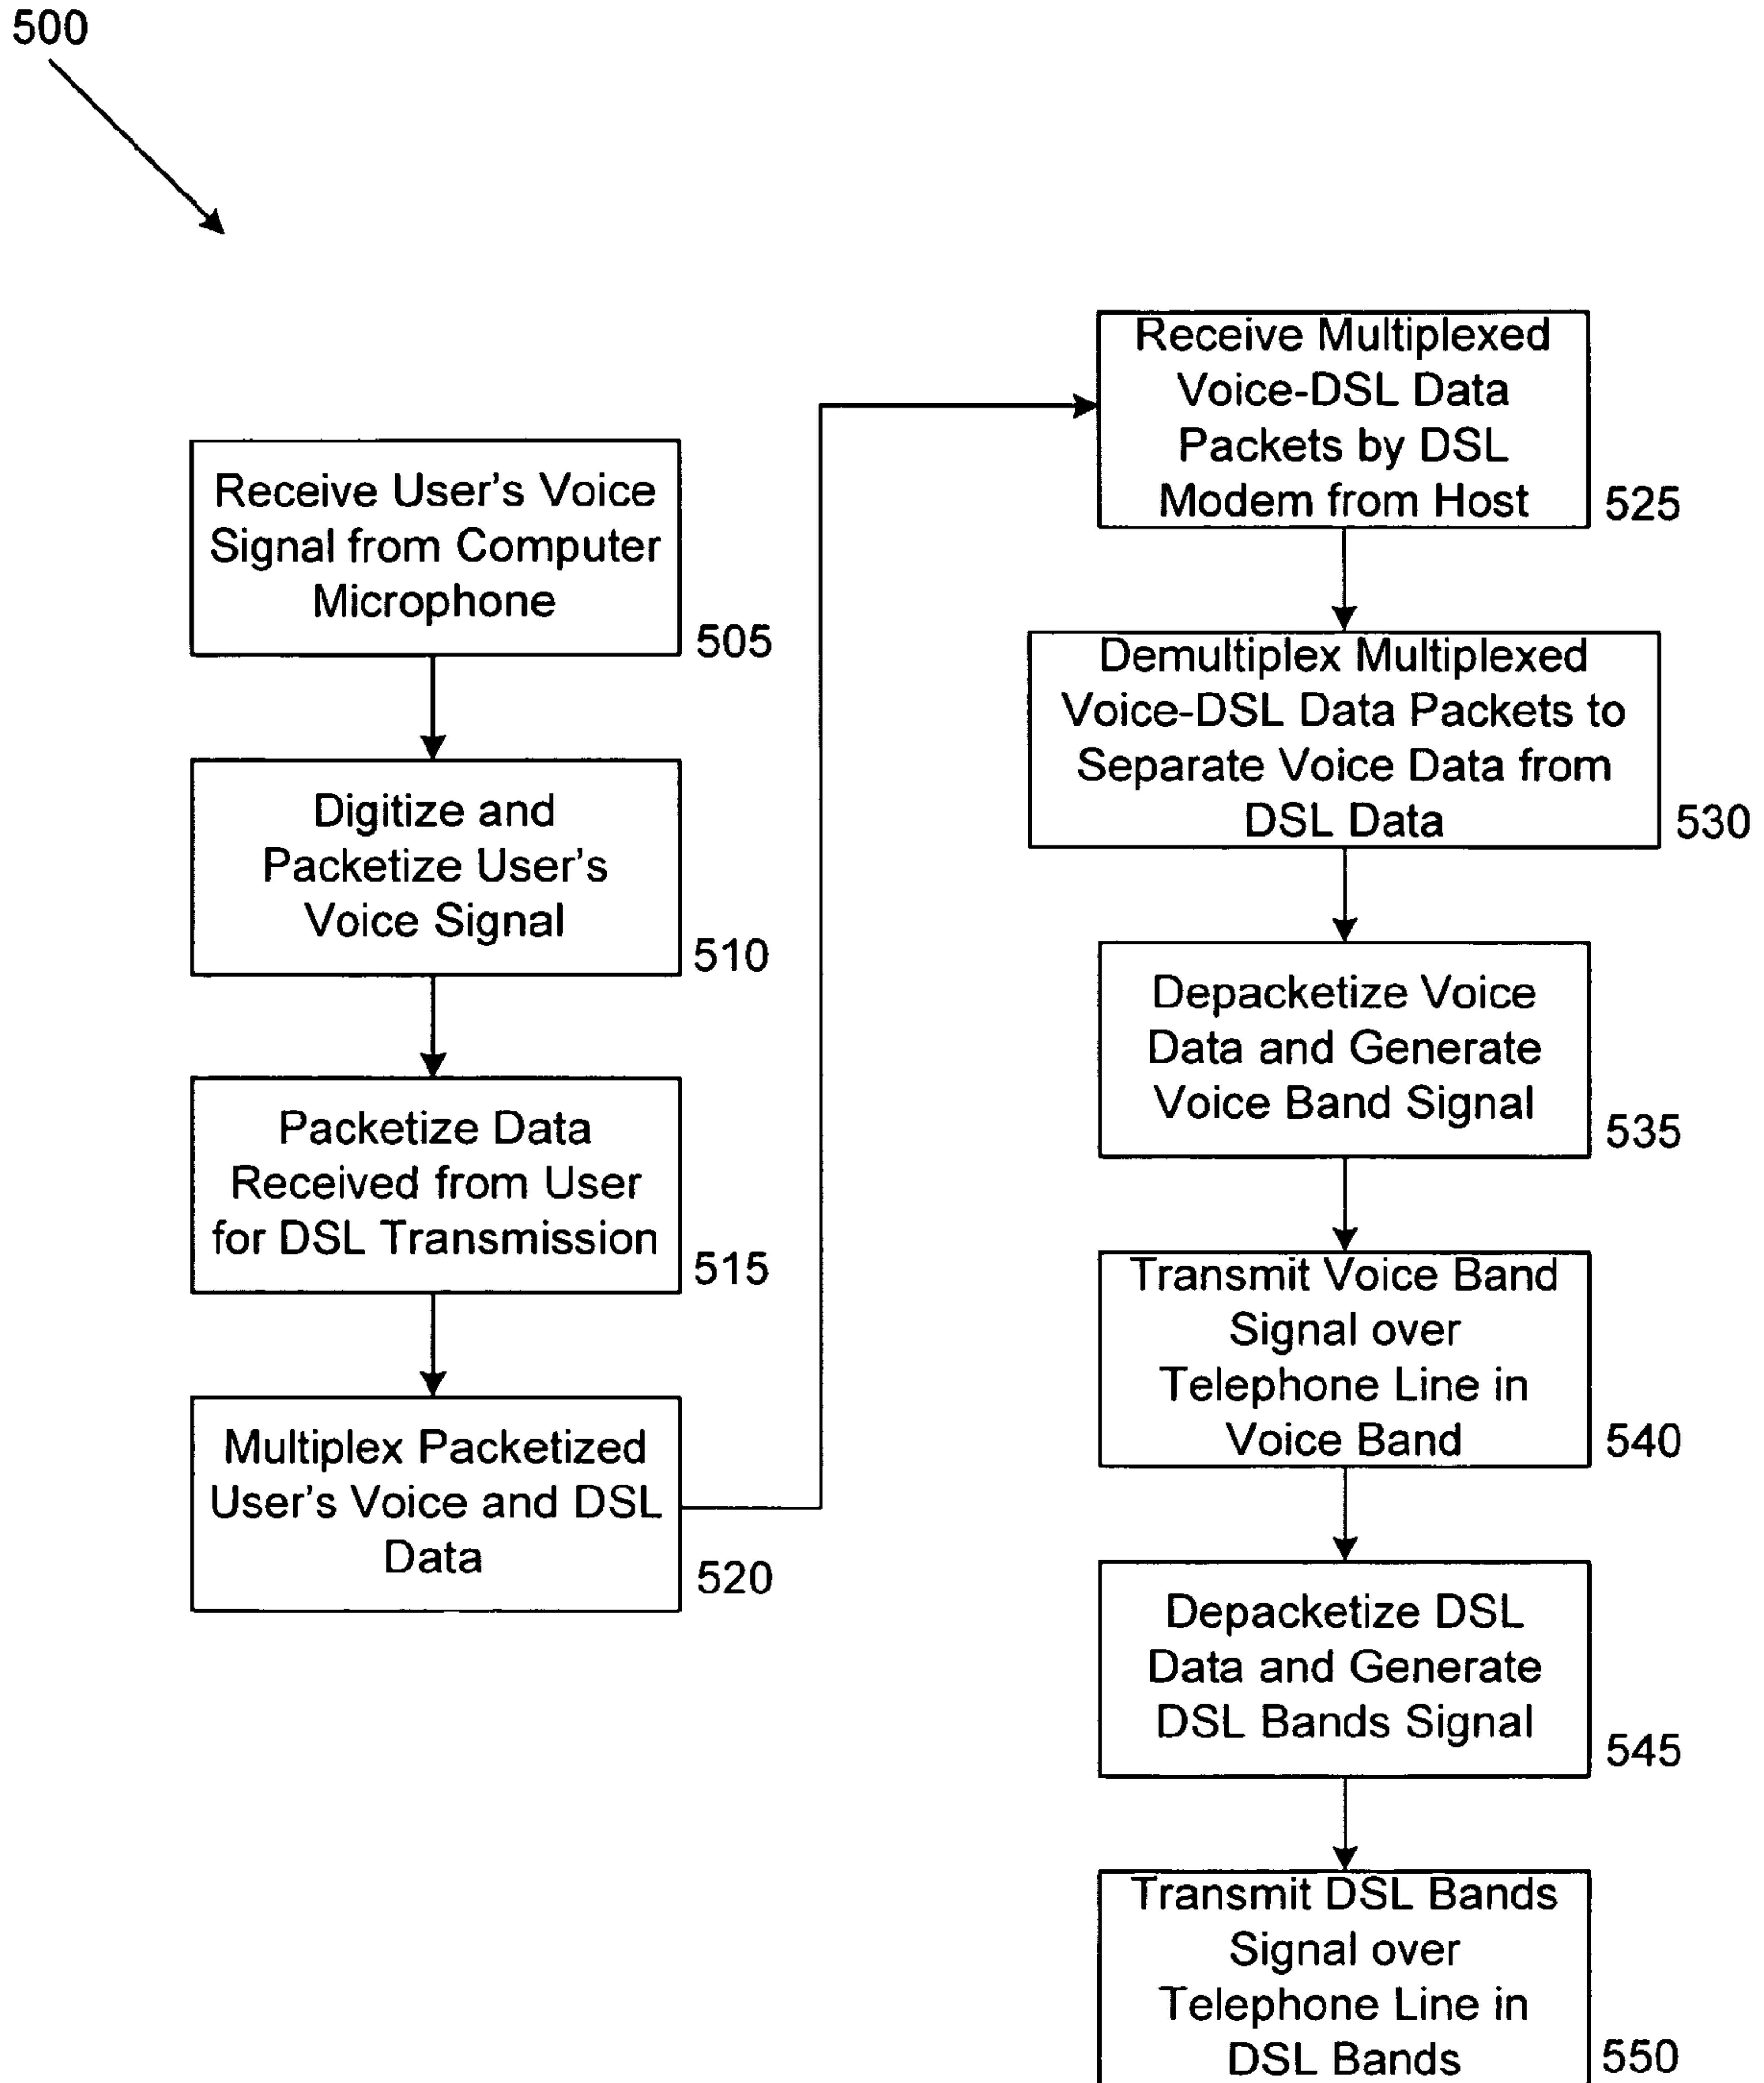 500
Receive User's Voice
Signal from Computer
Microphone
505
Digitize and
Packetize User's
Voice Signal
510
Packetize Data
Received from User
for DSL Transmission
515
Multiplex Packetized
User's Voice and DSL
Data
520
Receive Multiplexed
Voice-DSL Data
Packets by DSL
Modem from Host
525
Demultiplex Multiplexed
Voice-DSL Data Packets to
Separate Voice Data from
DSL Data
530
Depacketize Voice
Data and Generate
Voice Band Signal
535
Transmit Voice Band
Signal over
Telephone Line in
Voice Band
540
Depacketize DSL
Data and Generate
DSL Bands Signal
545
Transmit DSL Bands
Signal over
Telephone Line in
DSL Bands
550